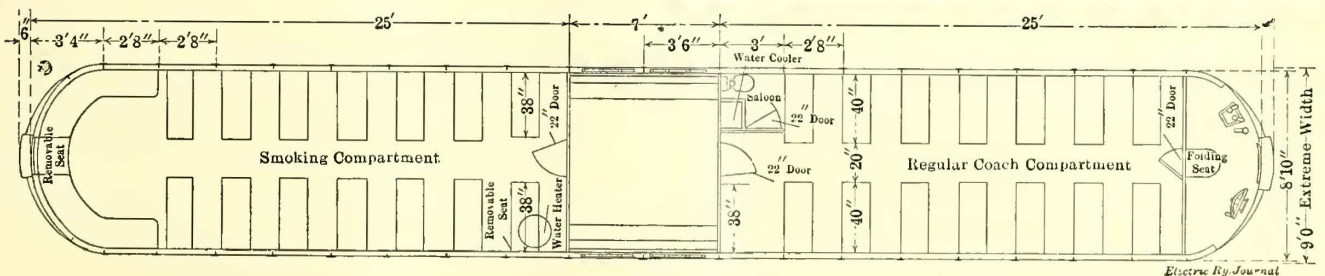 25' 7' 25'
6" 3'4" 2'8" 2'8" 3'6" 3' 2'8"
Water Cooler
38" 22" Door Saloon 22" Door 40" 22" Door
Removable Seat
Smoking Compartment
22" Door
20"
Regular Coach Compartment
Folding Seat
Removable Seat
38"
Water Heater
38"
40"
8'10"
9'0" Extreme Width
Electric Ry. Journal